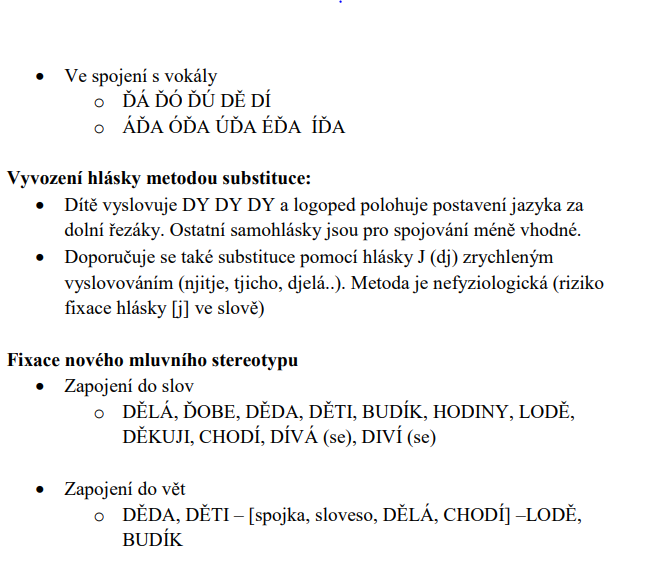 • Ve spojení s vokály
o ĎÁ ĎÓ ĎÚ DĚ DÍ
o ÁĎA ÓĎA ÚĎA ÉĎA ÍĎA
Vyvození hlásky metodou substituce:
• Dítě vyslovuje DY DY DY a logoped polohuje postavení jazyka za
dolní řezáky. Ostatní samohlásky jsou pro spojování méně vhodné.
• Doporučuje se také substituce pomocí hlásky J (dj) zrychleným
vyslovováním (njitje, tjicho, djelá..). Metoda je nefyziologická (riziko
fixace hlásky [j] ve slově)
Fixace nového mluvního stereotypu
• Zapojení do slov
o DĚLÁ, ĎOBE, DĚDA, DĚTI, BUDÍK, HODINY, LODĚ,
DĚKUJI, CHODÍ, DÍVÁ (se), DIVÍ (se)
• Zapojení do vět
o DĚDA, DĚTI – [spojka, sloveso, DĚLÁ, CHODÍ] –LODĚ,
BUDÍK